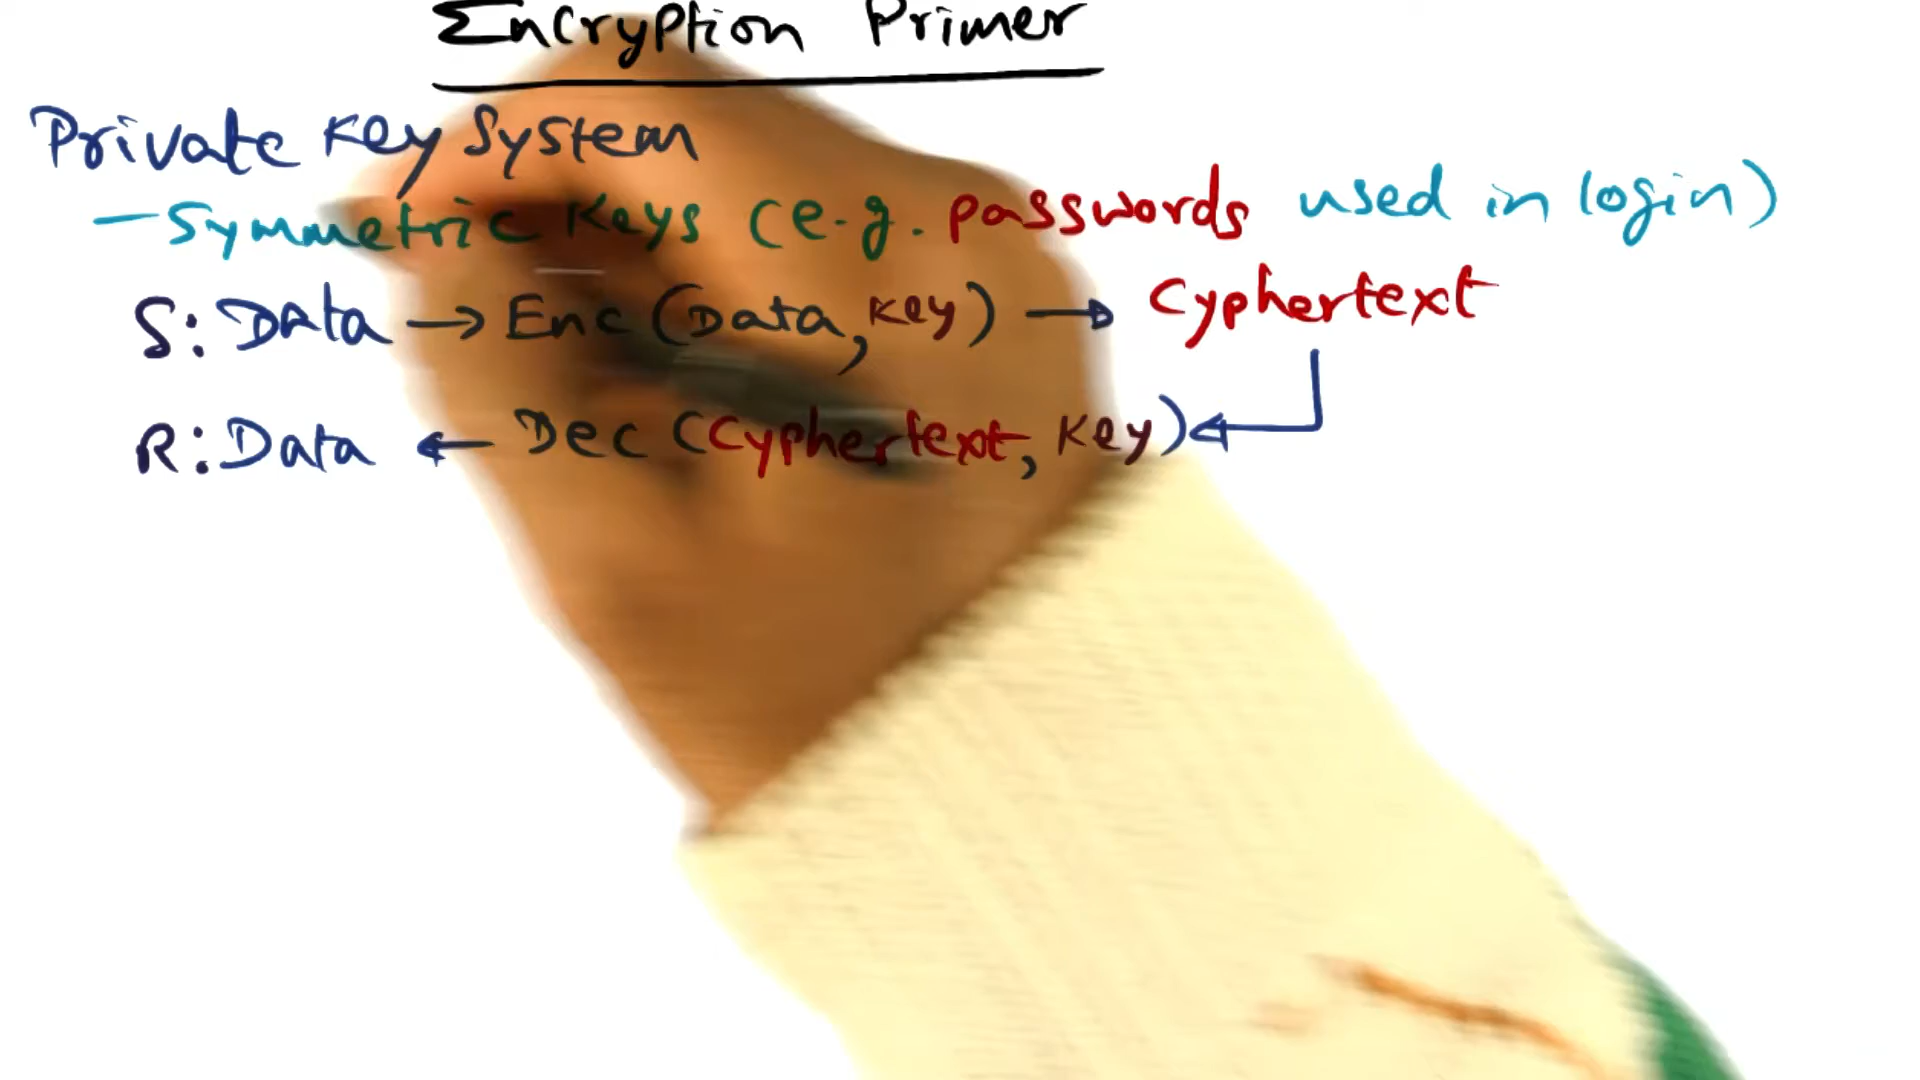 Encryption Primer
Private Key System
- Symmetric Keys (e.g. passwords used in login)
S: Data → Enc (Data, Key) → Cyphertext
R: Data ← Dec (Cyphertext, Key) ←